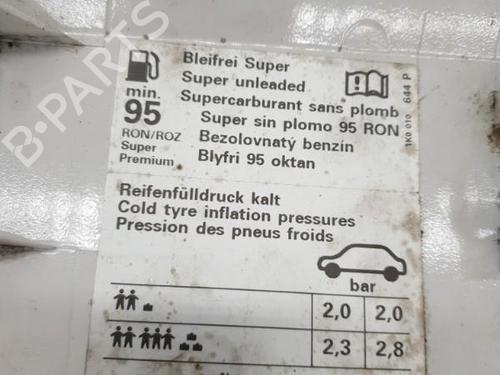 B-PARTS
Bleifrei Super
Super unleaded
Supercarburant sans plomb
Super sin plomo 95 RON
Bezolovnatý benzín
Blyfri 95 oktan
min.
95
RON/ROZ
Super
Premium
1K0 010 644 P
Reifenfülldruck kalt
Cold tyre inflation pressures
Pression des pneus froids
bar
2,0 2,0
2,3 2,8